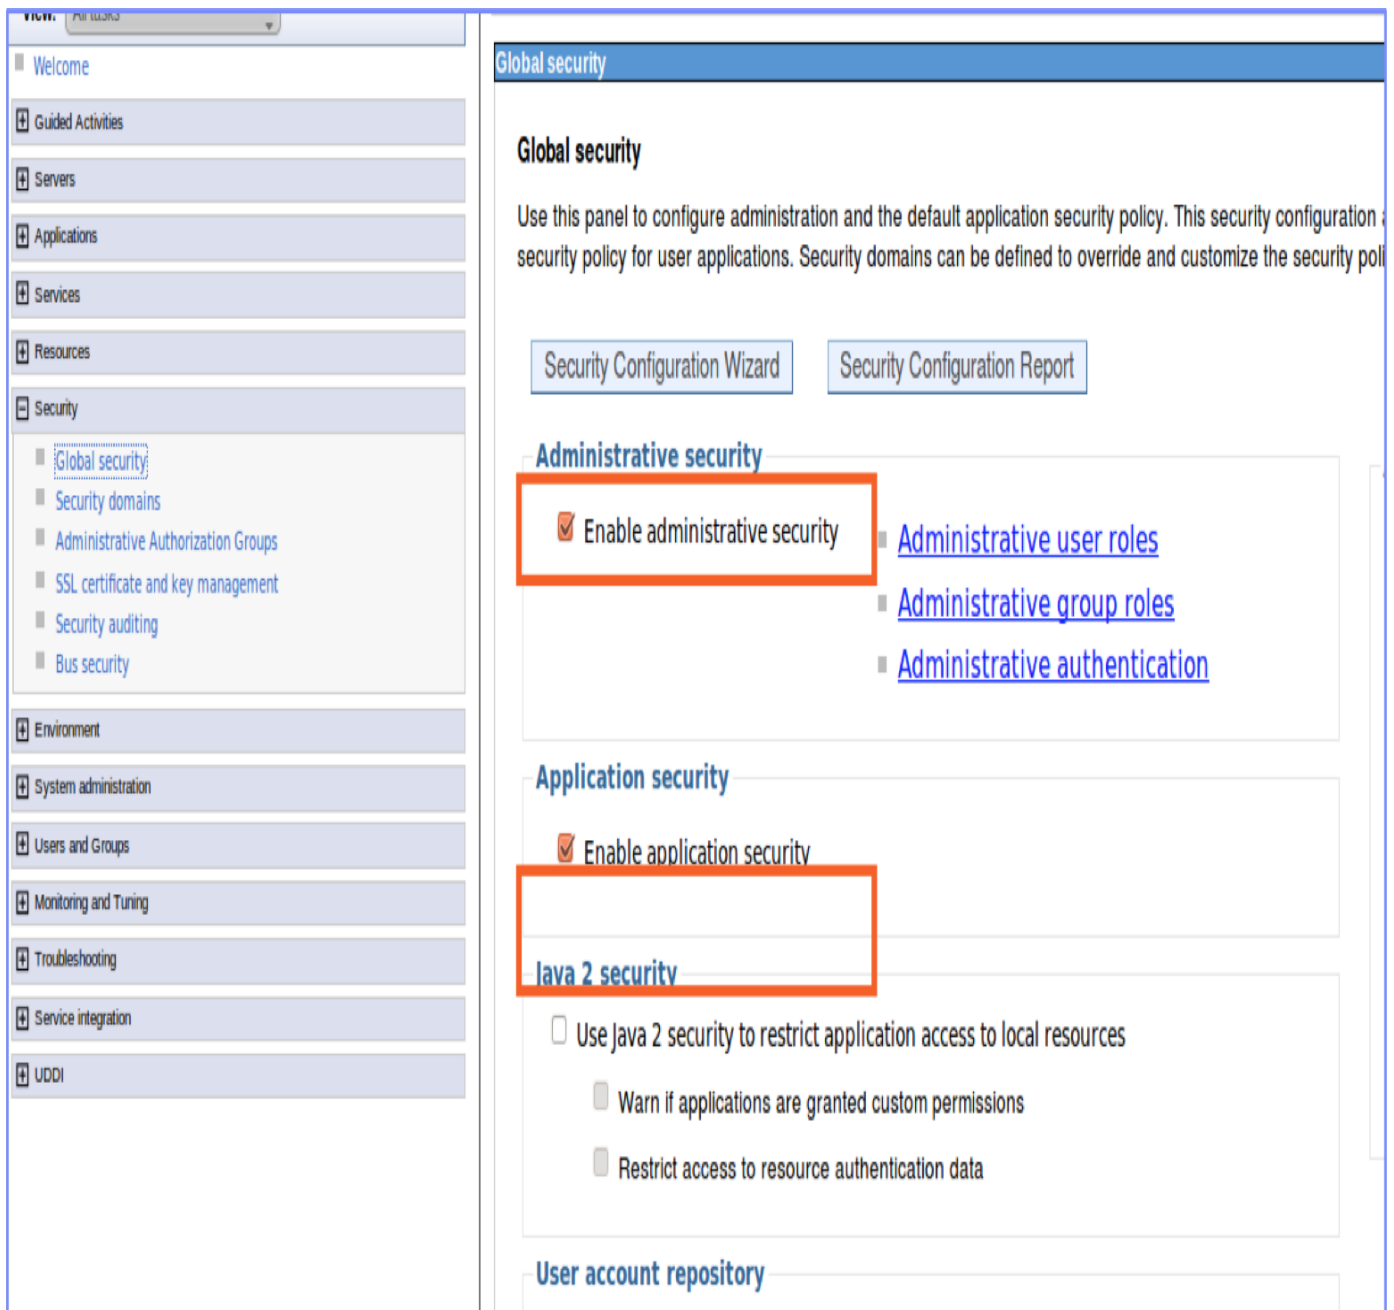 View: All tasks
Welcome
Guided Activities
Servers
Applications
Services
Resources
Security
Global security
Security domains
Administrative Authorization Groups
SSL certificate and key management
Security auditing
Bus security
Environment
System administration
Users and Groups
Monitoring and Tuning
Troubleshooting
Service integration
UDDI
Global security
Global security
Use this panel to configure administration and the default application security policy. This security configuration
security policy for user applications. Security domains can be defined to override and customize the security
Security Configuration Wizard Security Configuration Report
Administrative security
Enable administrative security
Administrative user roles
Administrative group roles
Administrative authentication
Application security
Enable application security
Java 2 security
Use Java 2 security to restrict application access to local resources
Warn if applications are granted custom permissions
Restrict access to resource authentication data
User account repository